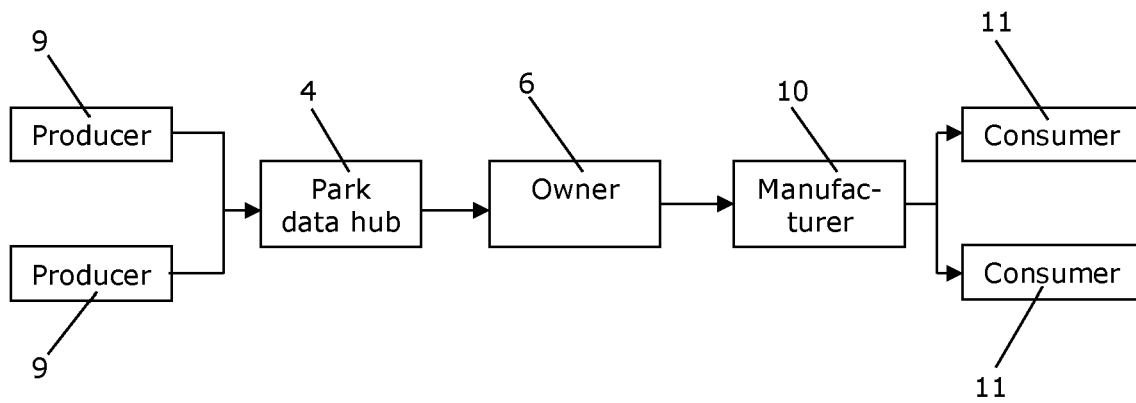 9
11
4
6
10
Producer
Consumer
Park
data hub
Owner
Manufac-
turer
Producer
Consumer
9
11